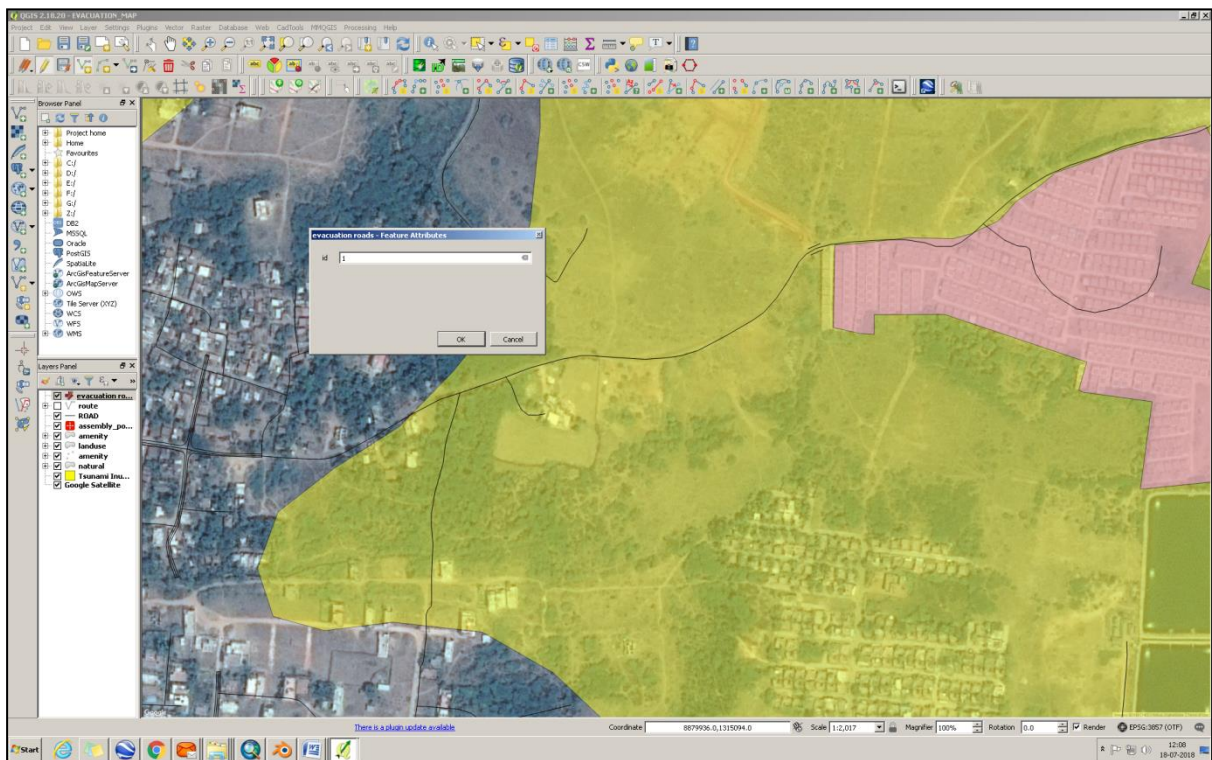 QGIS 2.18.20 - EVACUATION_MAP
Project Edit View Layer Settings Plugins Vector Raster Database Web CadTools MMQGIS Processing Help
Browser Panel
Project home
Home
Favourites
C:/
D:/
E:/
F:/
G:/
Z:/
DB2
MSSQL
Oracle
PostGIS
SpatiaLite
ArcGisFeatureServer
ArcGisMapServer
OWS
Tile Server (XYZ)
WCS
WFS
WMS
Layers Panel
evacuation ro...
route
ROAD
assembly_po...
amenity
landuse
amenity
natural
Tsunami Inu...
Google Satellite
evacuation roads - Feature Attributes
id 1
OK Cancel
Google
There is a plugin update available
Coordinate 8879936.0,1315094.0 Scale 1:2,017 Magnifier 100% Rotation 0.0 Render EPSG:3857 (OTF)
Start
12:08
18-07-2018